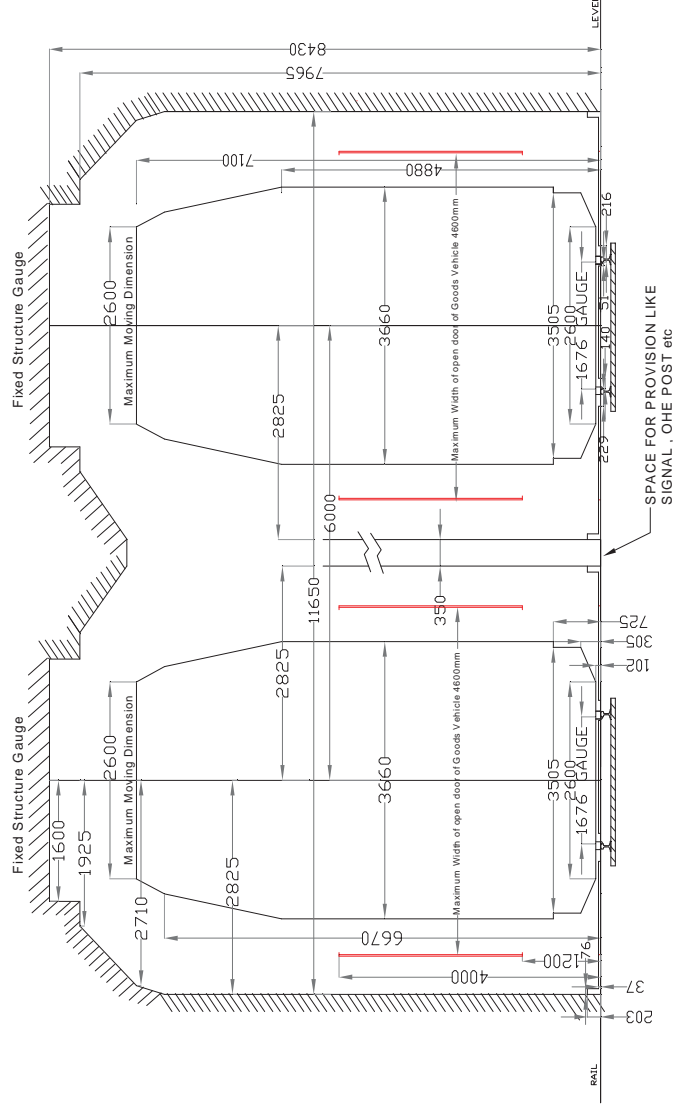 LEVEL
8430
7965
Fixed Structure Gauge
7100
4880
2600
Maximum Moving Dimension
216
3660
Maximum Width of open door of Goods Vehicle 4600mm
3505
2600
1676 GAUGE
51
140
229
2825
6000
11650
350
SPACE FOR PROVISION LIKE
SIGNAL , OHE POST etc
Fixed Structure Gauge
2825
725
305
102
2600
Maximum Moving Dimension
3660
Maximum Width of open door of Goods Vehicle 4600mm
3505
2600
1676 GAUGE
1600
1925
2710
2825
6670
4000
1200
76
37
203
RAIL